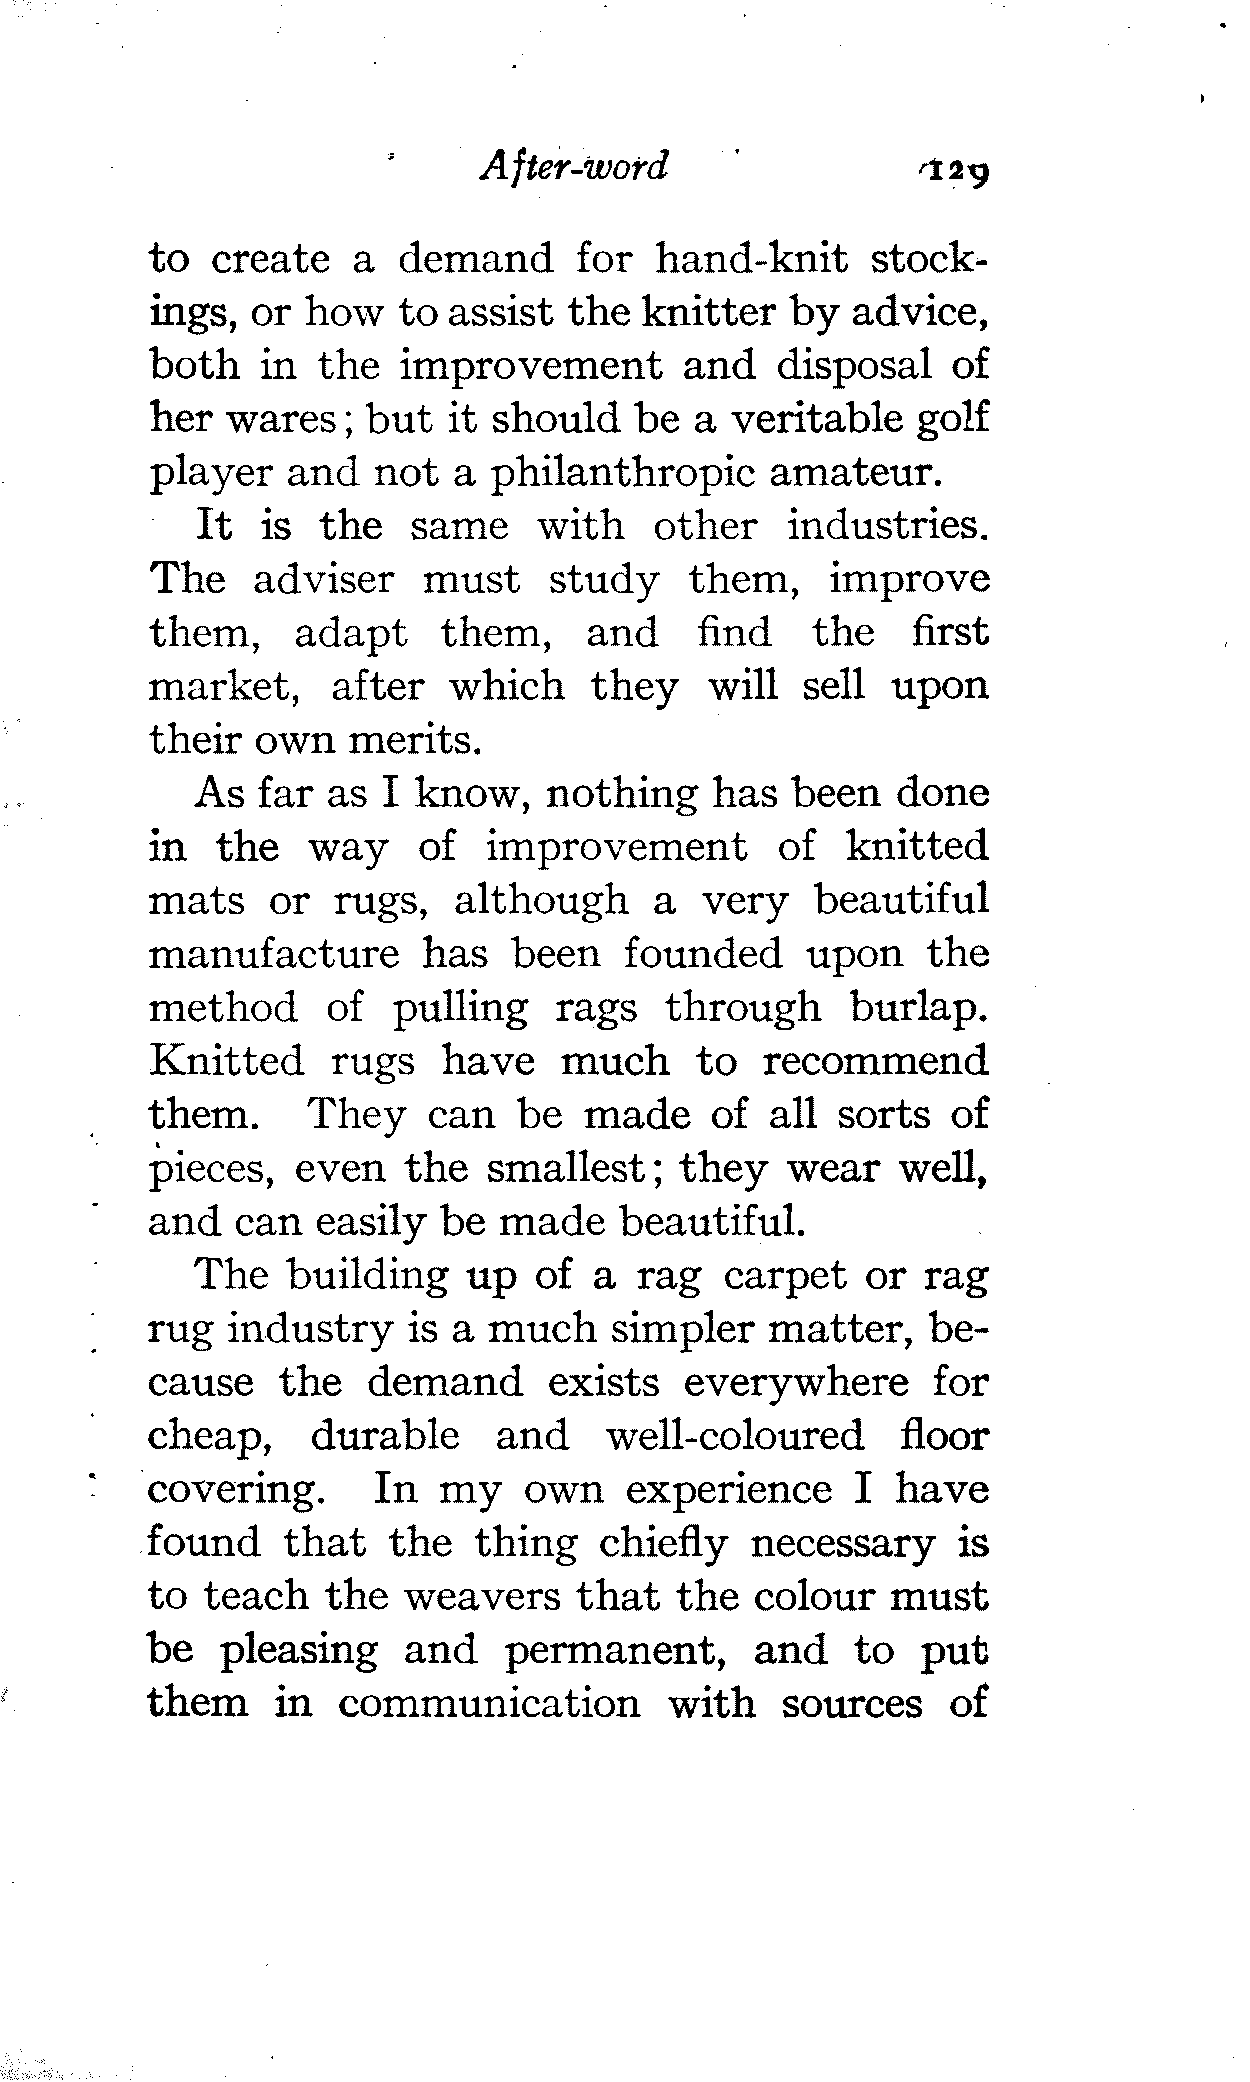 After-word 129
to create a demand for hand-knit stock-
ings, or how to assist the knitter by advice,
both in the improvement and disposal of
her wares; but it should be a veritable golf
player and not a philanthropic amateur.
It is the same with other industries.
The adviser must study them, improve
them, adapt them, and find the first
market, after which they will sell upon
their own merits.
As far as I know, nothing has been done
in the way of improvement of knitted
mats or rugs, although a very beautiful
manufacture has been founded upon the
method of pulling rags through burlap.
Knitted rugs have much to recommend
them. They can be made of all sorts of
pieces, even the smallest; they wear well,
and can easily be made beautiful.
The building up of a rag carpet or rag
rug industry is a much simpler matter, be-
cause the demand exists everywhere for
cheap, durable and well-coloured floor
covering. In my own experience I have
found that the thing chiefly necessary is
to teach the weavers that the colour must
be pleasing and permanent, and to put
them in communication with sources of